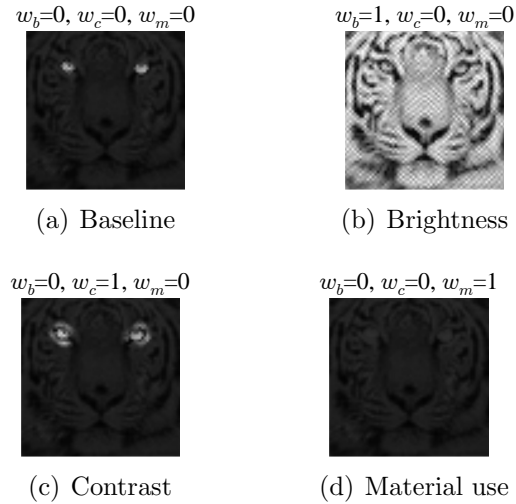 w_b=0, w_c=0, w_m=0
w_b=1, w_c=0, w_m=0
(a) Baseline
(b) Brightness
w_b=0, w_c=1, w_m=0
w_b=0, w_c=0, w_m=1
(c) Contrast
(d) Material use